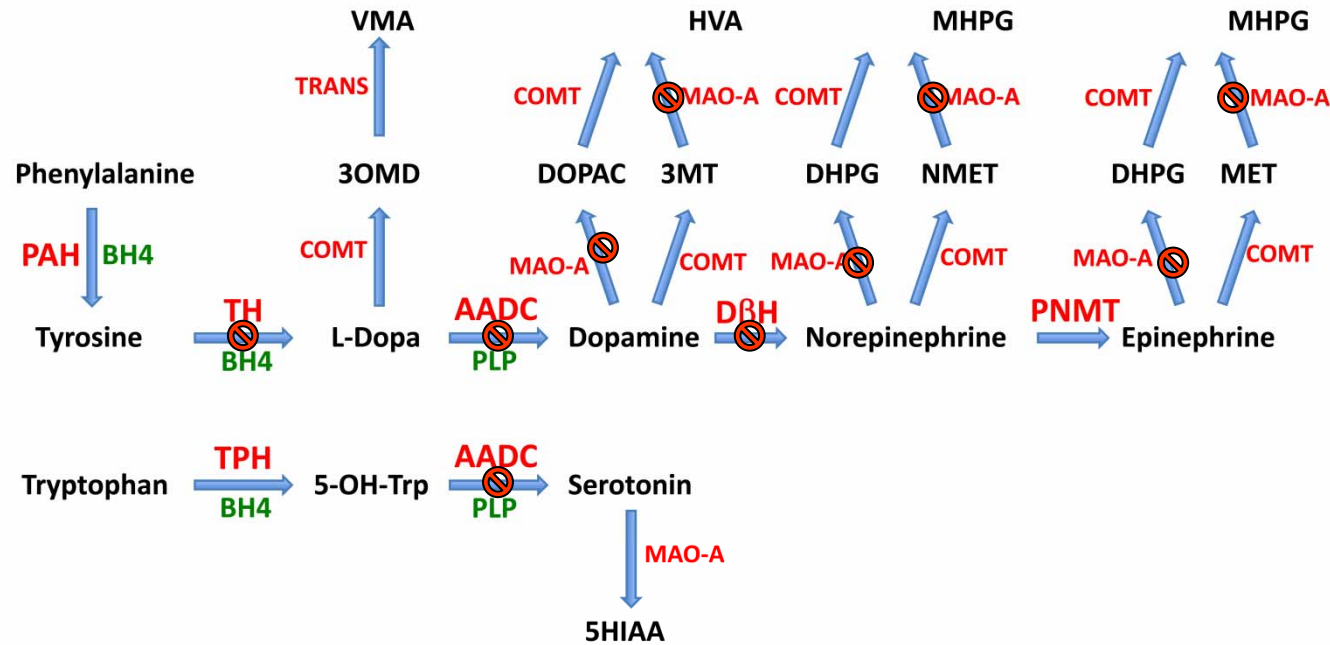 VMA HVA MHPG MHPG
TRANS COMT MAO-A COMT MAO-A COMT MAO-A
Phenylalanine 3OMD DOPAC 3MT DHPG NMET DHPG MET
PAH BH4 COMT MAO-A COMT MAO-A COMT MAO-A COMT
TH AADC DβH PNMT
Tyrosine L-Dopa Dopamine Norepinephrine Epinephrine
BH4 PLP
TPH AADC
Tryptophan 5-OH-Trp Serotonin
BH4 PLP
MAO-A
5HIAA